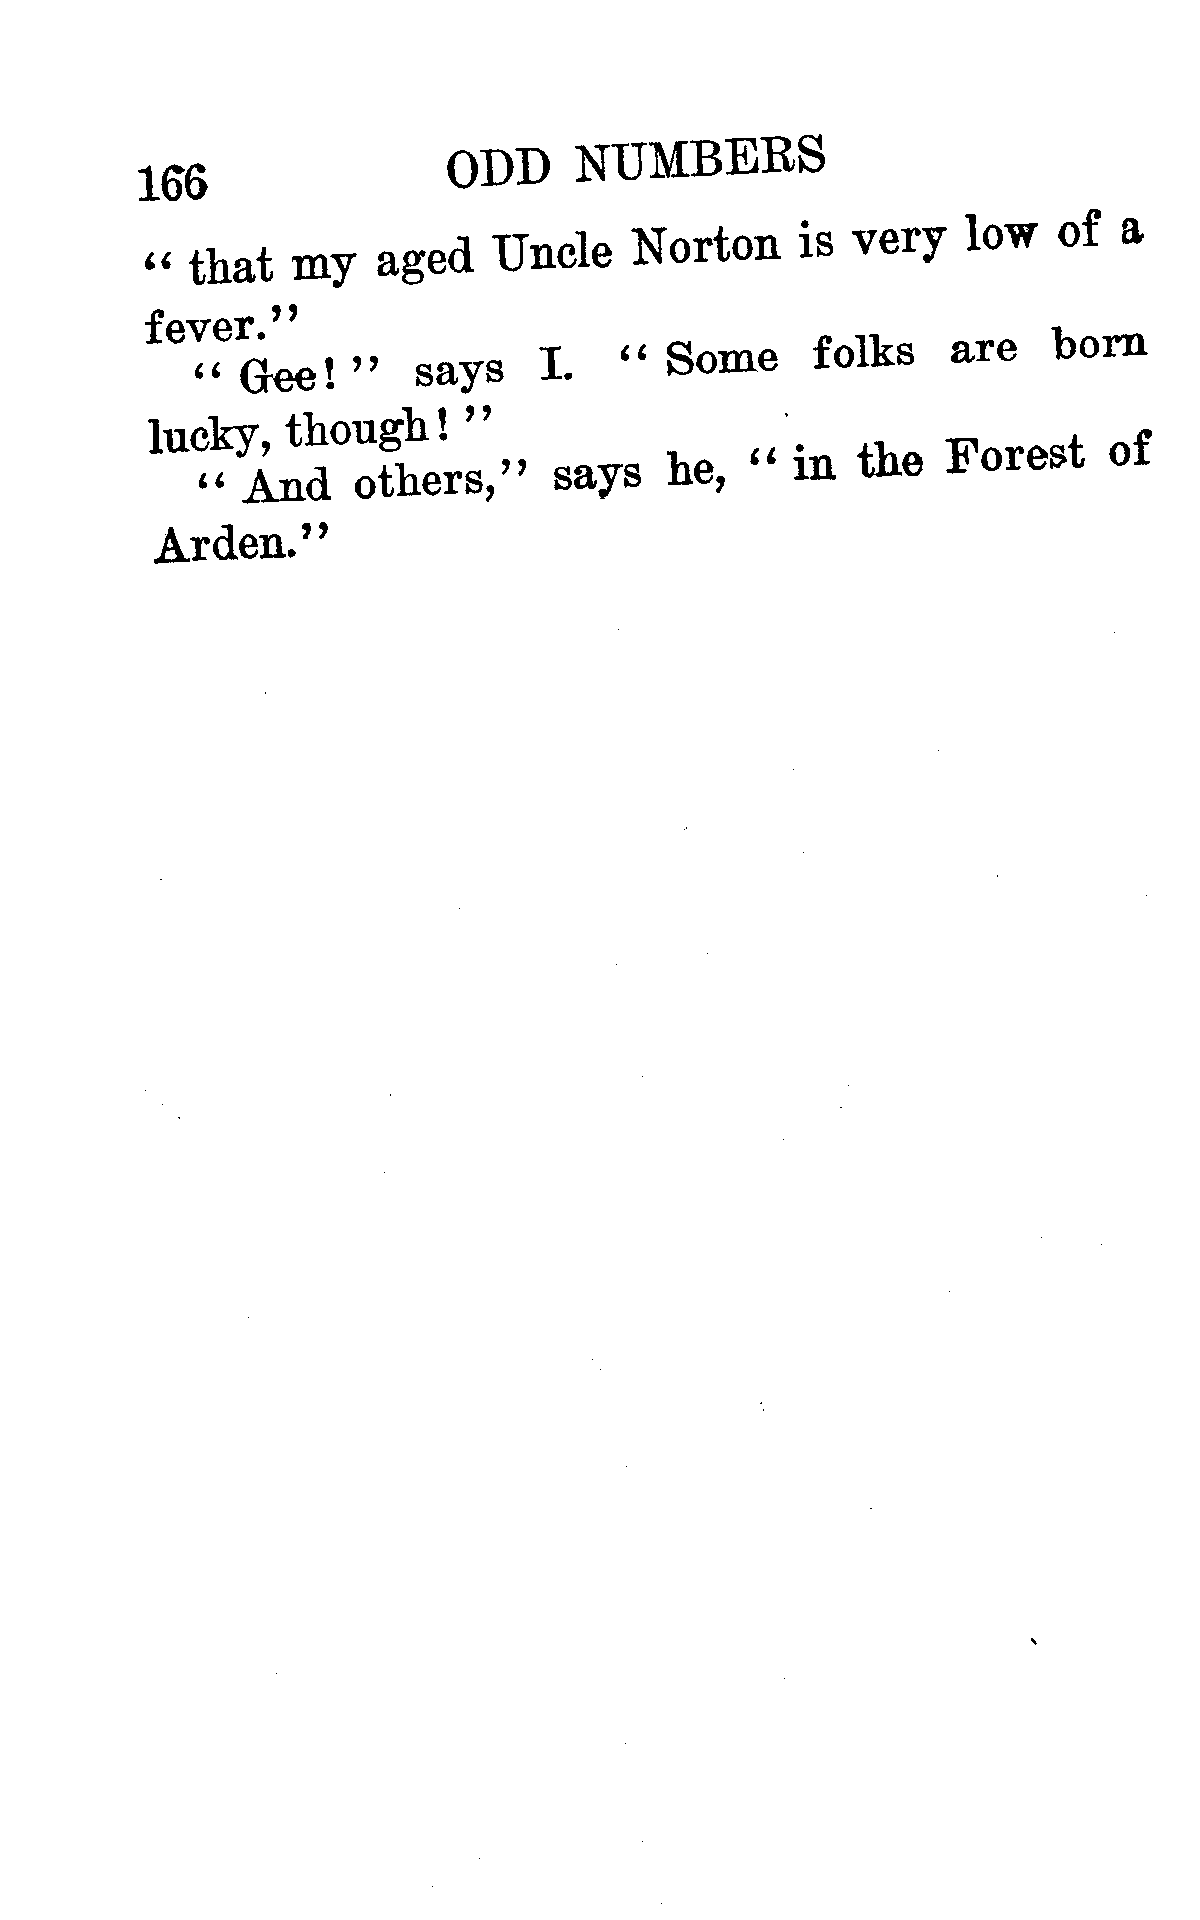 166 ODD NUMBERS
“ that my aged Uncle Norton is very low of a
fever.”
“ Gee! ” says I. “ Some folks are born
lucky, though! ”
“ And others,” says he, “ in the Forest of
Arden.”